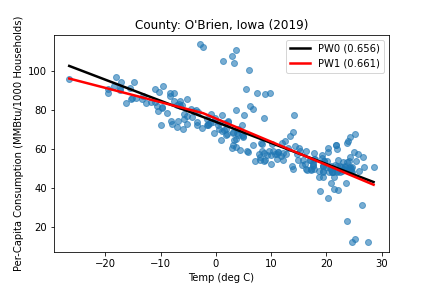 County: O'Brien, Iowa (2019)
Per-Capita Consumption (MMBtu/1000 Households)
100
80
60
40
20
PW0 (0.656)
PW1 (0.661)
−20 −10 0 10 20 30
Temp (deg C)